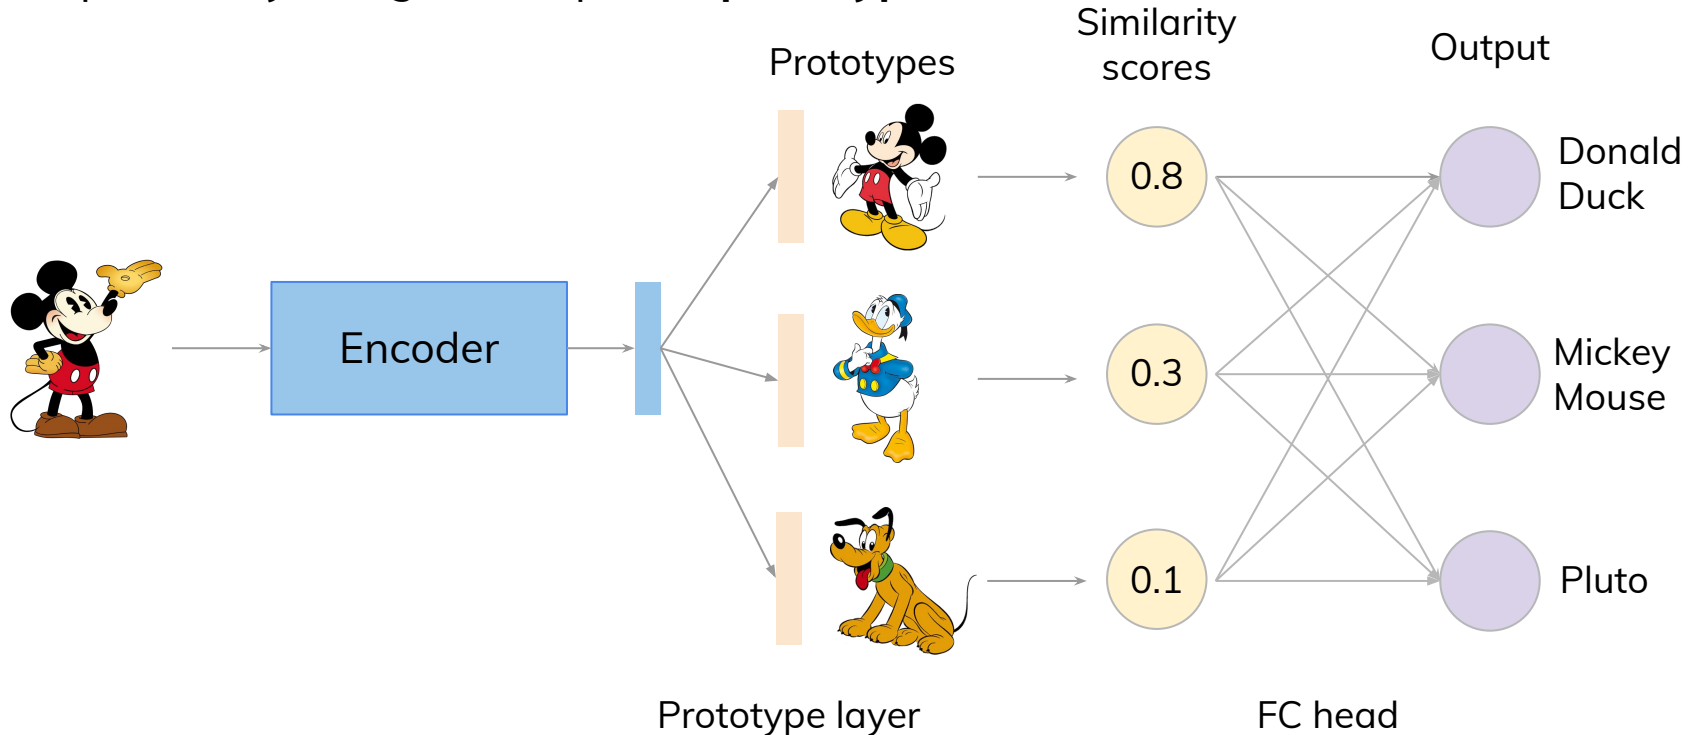 Prototypes
Similarity
scores
Output
Encoder
0.8
0.3
0.1
Donald
Duck
Mickey
Mouse
Pluto
Prototype layer
FC head